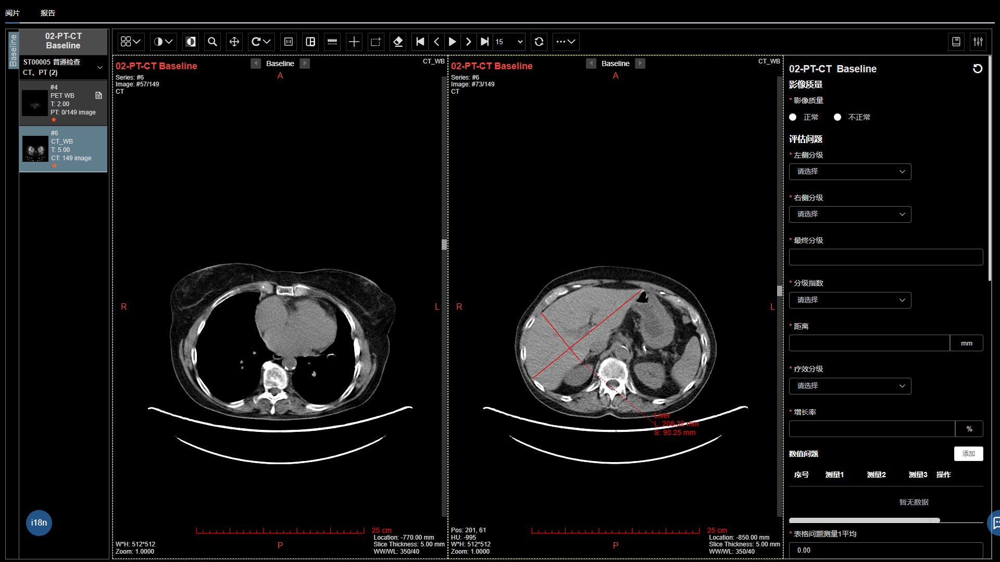 阅片
报告
Baseline
02-PT-CT
Baseline
ST00005 普通检查
CT、PT (2)
#4
PET WB
T: 2.00
PT: 0/149 image
#6
CT_WB
T: 5.00
CT: 149 image
i18n
15
02-PT-CT Baseline
Baseline
CT_WB
Series: #6
Image: #57/149
CT
A
R
L
25 cm
P
W*H: 512*512
Zoom: 1.0000
Location: -770.00 mm
Slice Thickness: 5.00 mm
WW/WL: 350/40
02-PT-CT Baseline
Baseline
CT_WB
Series: #6
Image: #73/149
CT
A
R
L
Liver
L: 208.32 mm
S: 90.25 mm
25 cm
P
Pos: 201, 61
HU: -995
W*H: 512*512
Zoom: 1.0000
Location: -850.00 mm
Slice Thickness: 5.00 mm
WW/WL: 350/40
02-PT-CT Baseline
影像质量
* 影像质量
正常
不正常
评估问题
* 左侧分级
请选择
* 右侧分级
请选择
* 最终分级
* 分级指数
请选择
* 距离
mm
* 疗效分级
请选择
* 增长率
%
数值问题
添加
序号 测量1 测量2 测量3 操作
暂无数据
* 表格问题测量1平均
0.00